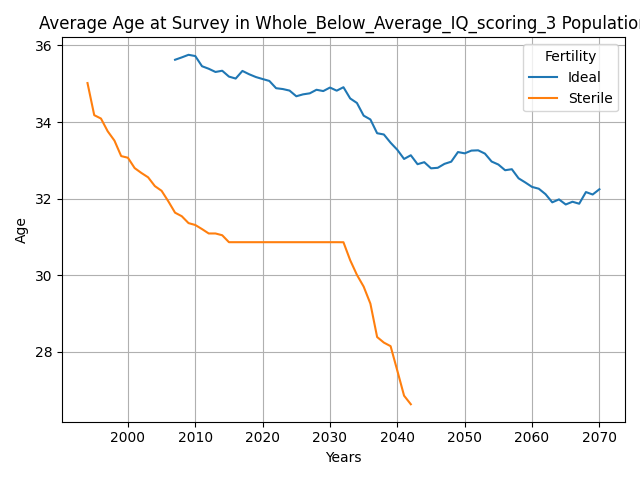 Average Age at Survey in Whole_Below_Average_IQ_scoring_3 Population
Fertility
Ideal
Sterile
36
34
32
30
28
Age
2000 2010 2020 2030 2040 2050 2060 2070
Years